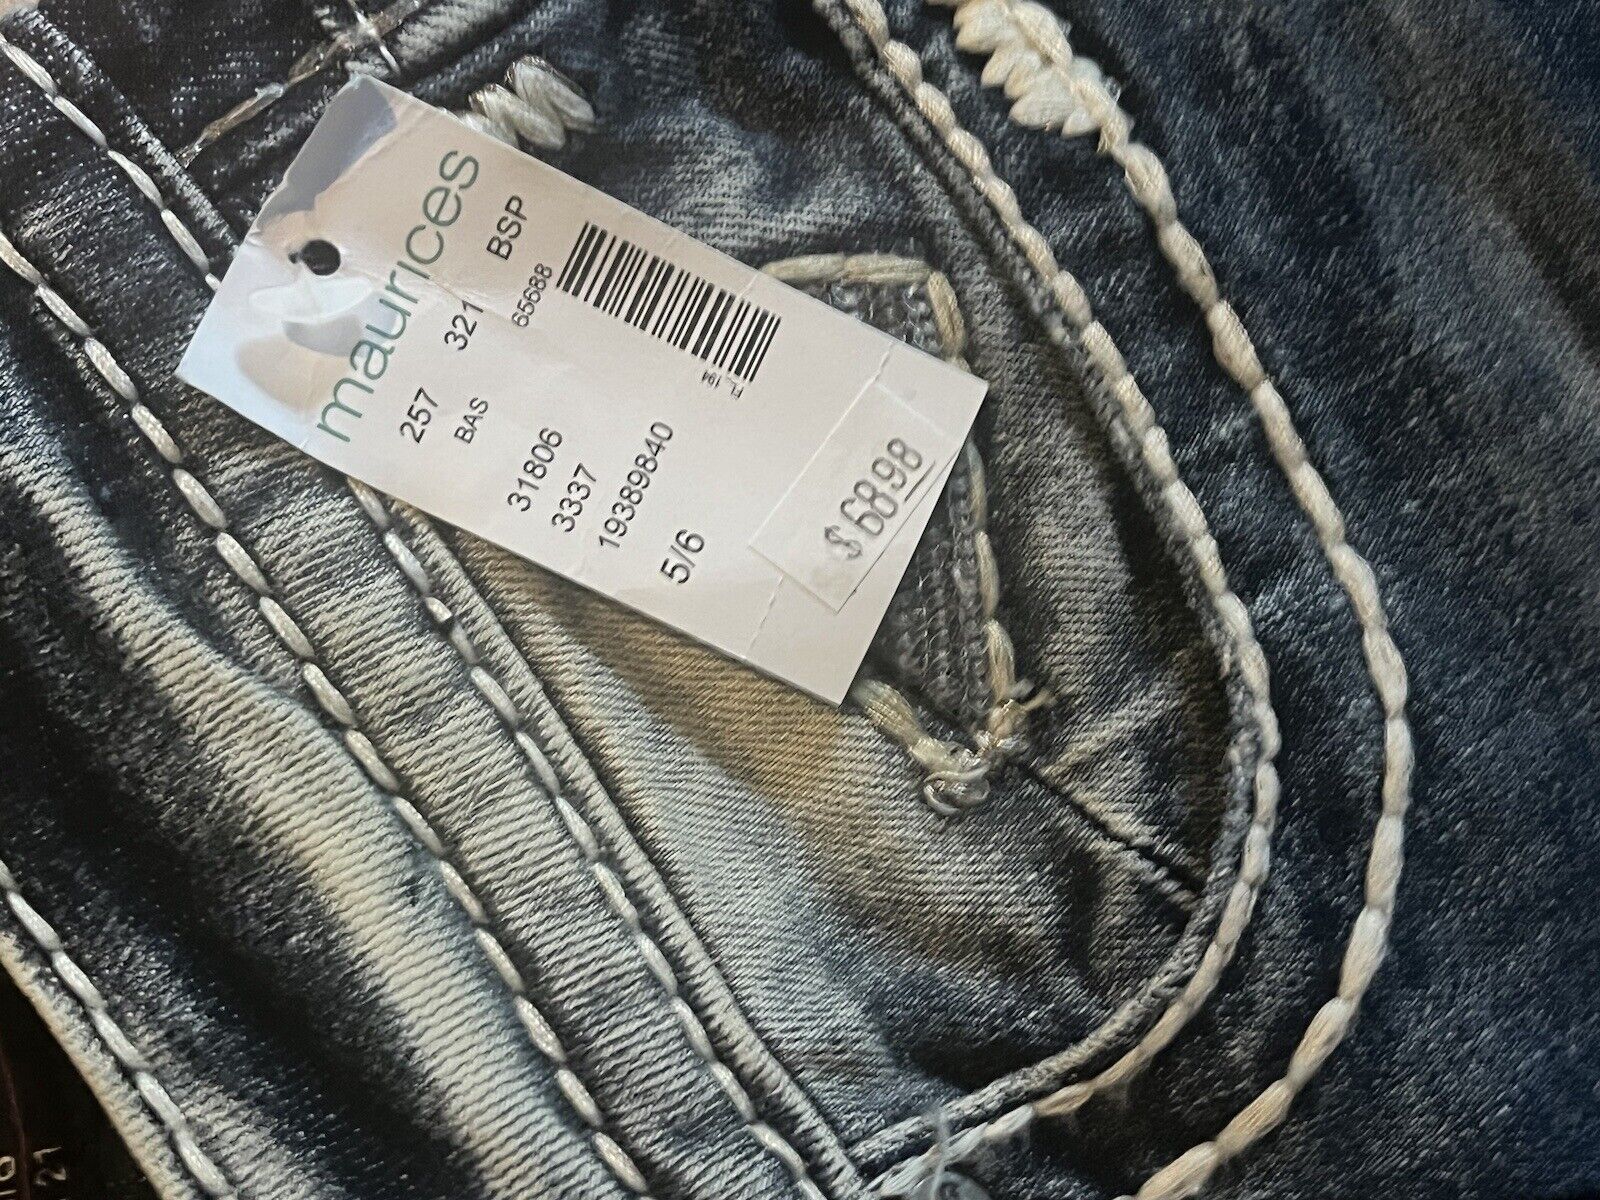 maurices
257 321 BSP
BAS 65688
31806
3337
19389840
5/6
$68.98